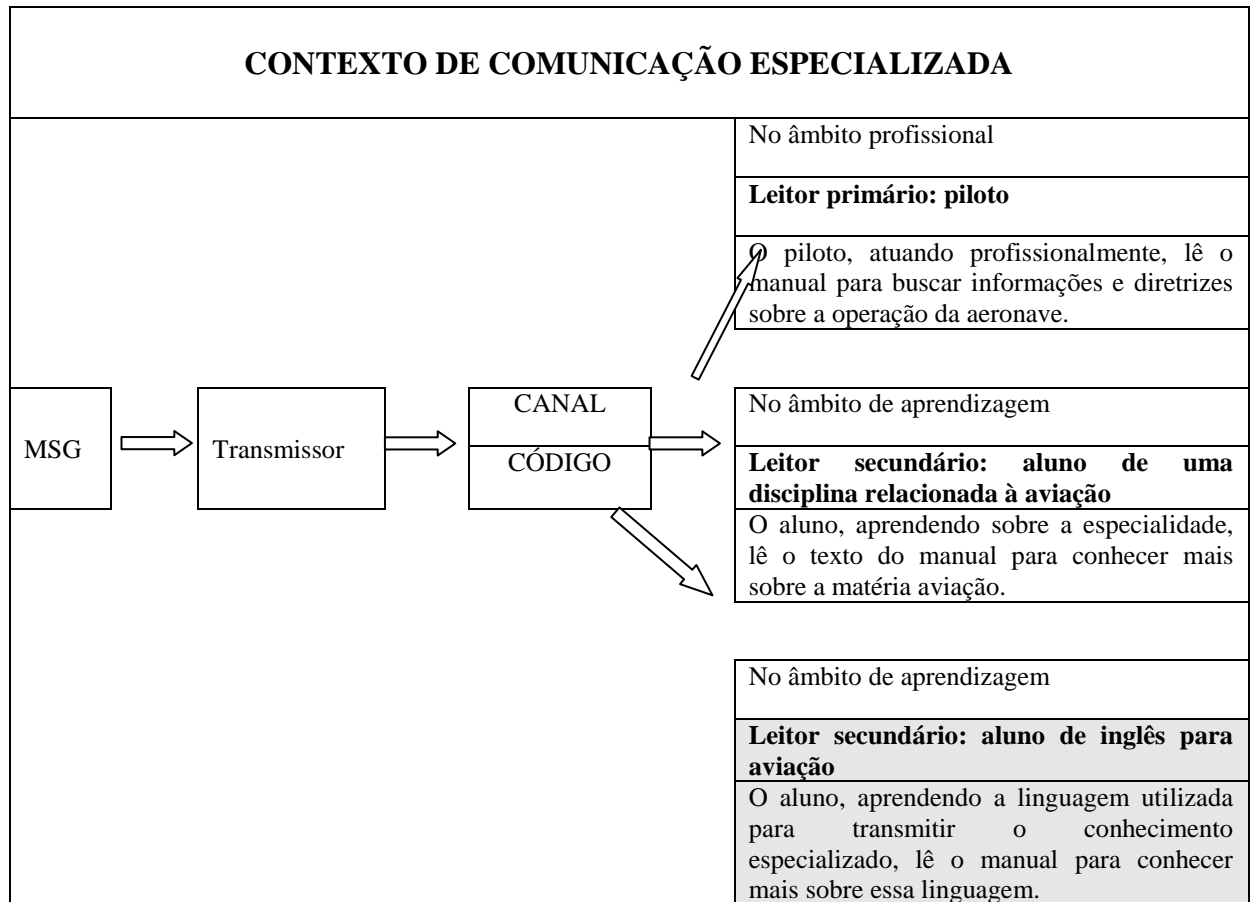 CONTEXTO DE COMUNICAÇÃO ESPECIALIZADA
No âmbito profissional
Leitor primário: piloto
O piloto, atuando profissionalmente, lê o
manual para buscar informações e diretrizes
sobre a operação da aeronave.
MSG
Transmissor
CANAL
CÓDIGO
No âmbito de aprendizagem
Leitor secundário: aluno de uma
disciplina relacionada à aviação
O aluno, aprendendo sobre a especialidade,
lê o texto do manual para conhecer mais
sobre a matéria aviação.
No âmbito de aprendizagem
Leitor secundário: aluno de inglês para
aviação
O aluno, aprendendo a linguagem utilizada
para transmitir o conhecimento
especializado, lê o manual para conhecer
mais sobre essa linguagem.